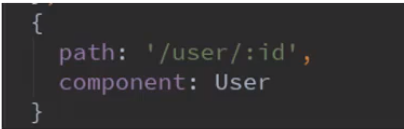 {
path: '/user/:id',
component: User
}